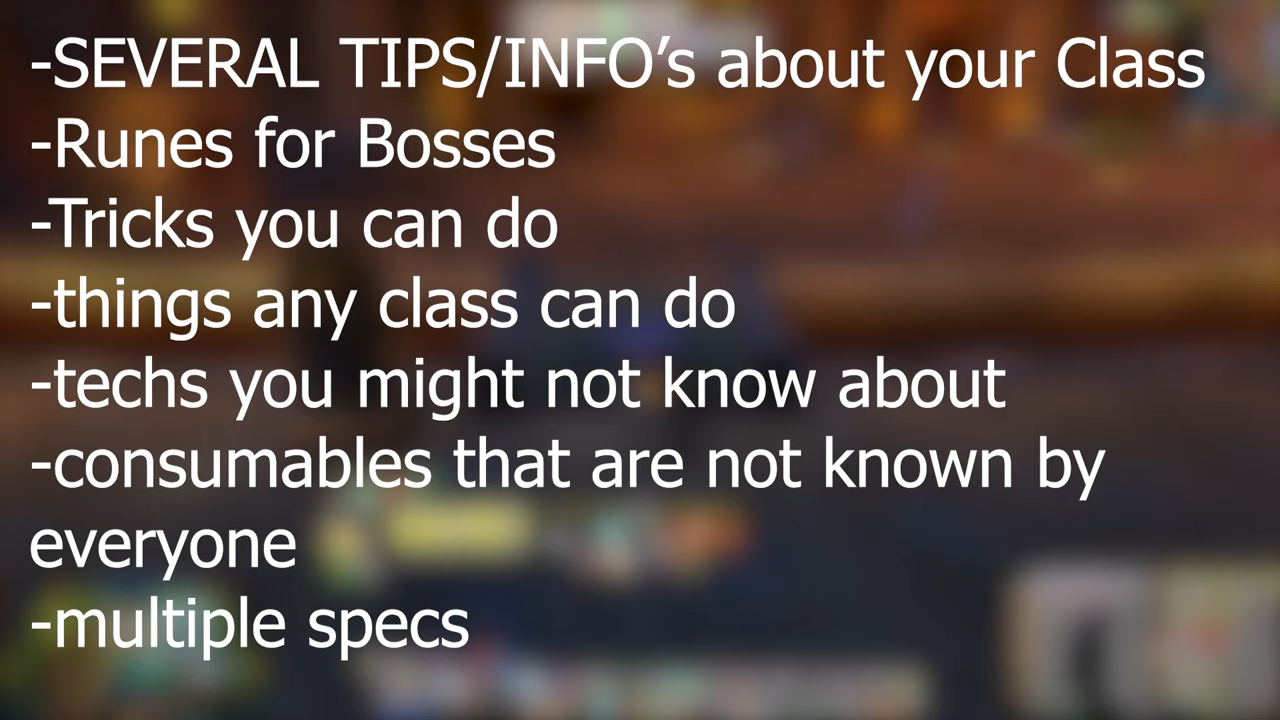 -SEVERAL TIPS/INFO’s about your Class
-Runes for Bosses
-Tricks you can do
-things any class can do
-techs you might not know about
-consumables that are not known by
everyone
-multiple specs